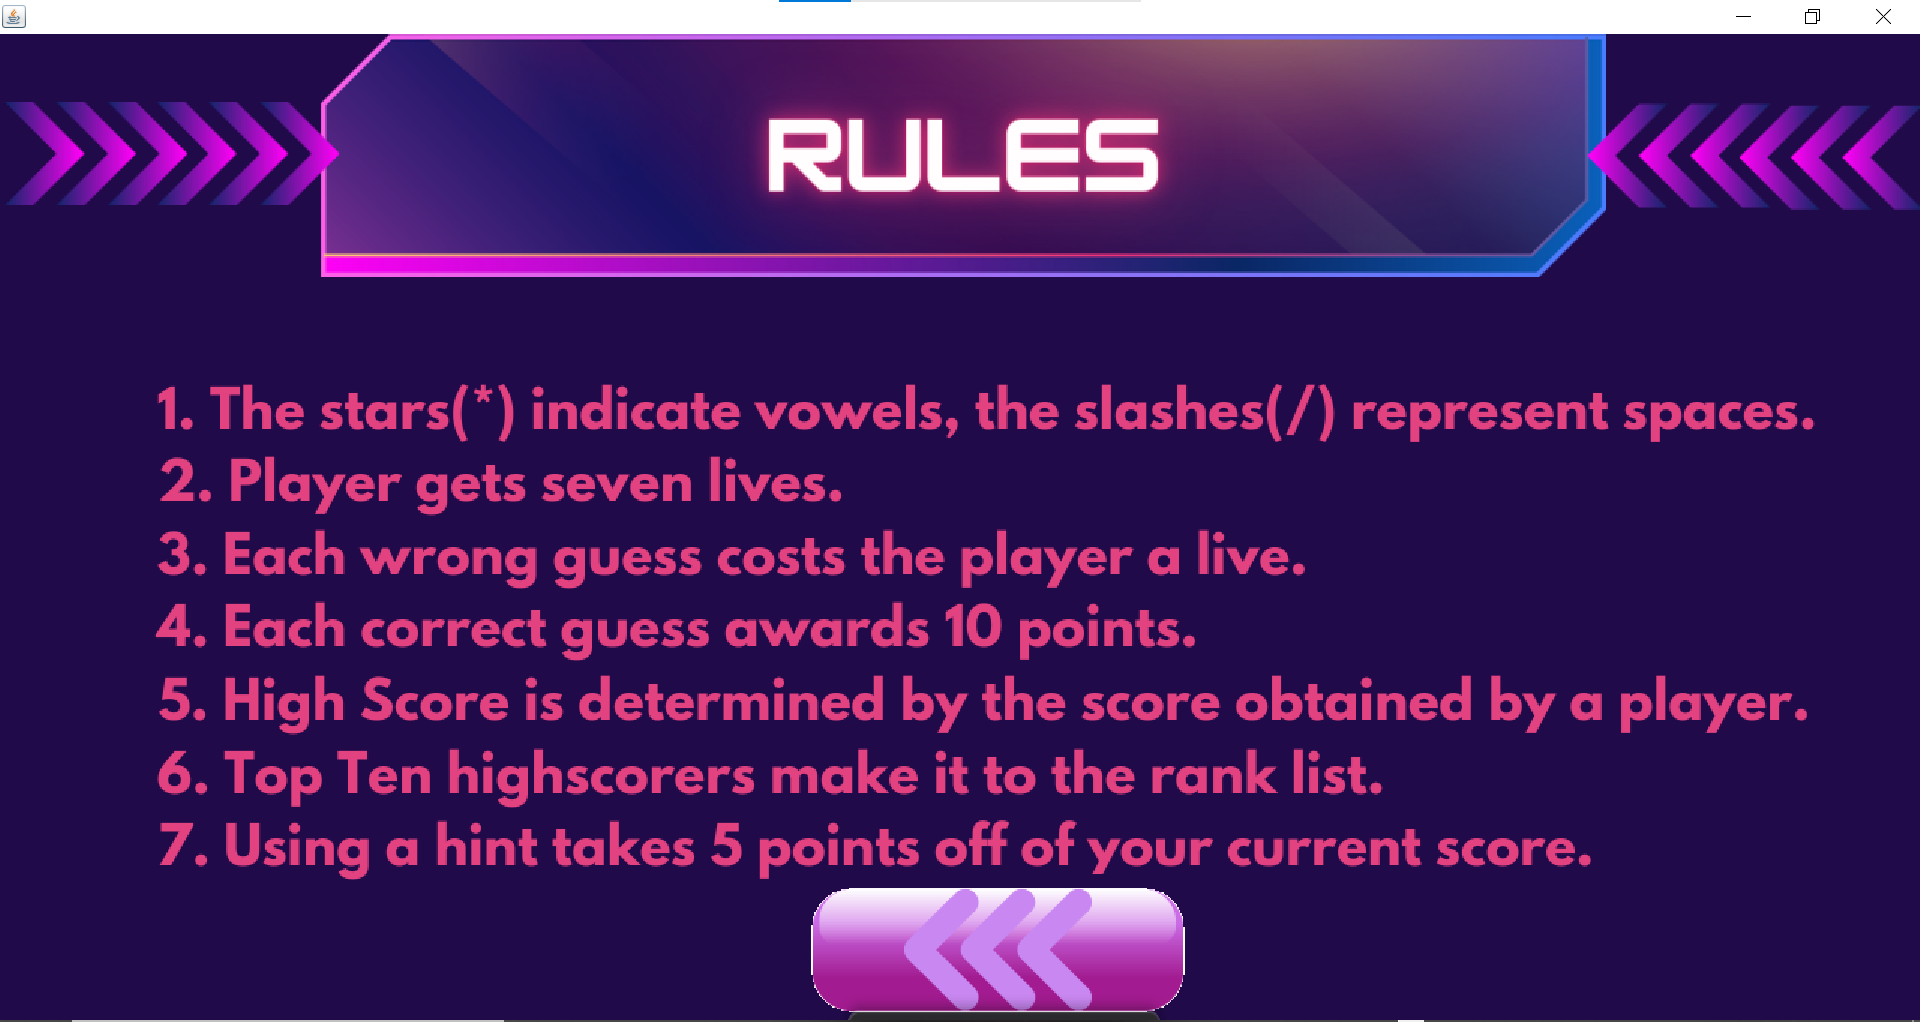 RULES
1. The stars(*) indicate vowels, the slashes(/) represent spaces.
2. Player gets seven lives.
3. Each wrong guess costs the player a live.
4. Each correct guess awards 10 points.
5. High Score is determined by the score obtained by a player.
6. Top Ten highscorers make it to the rank list.
7. Using a hint takes 5 points off of your current score.